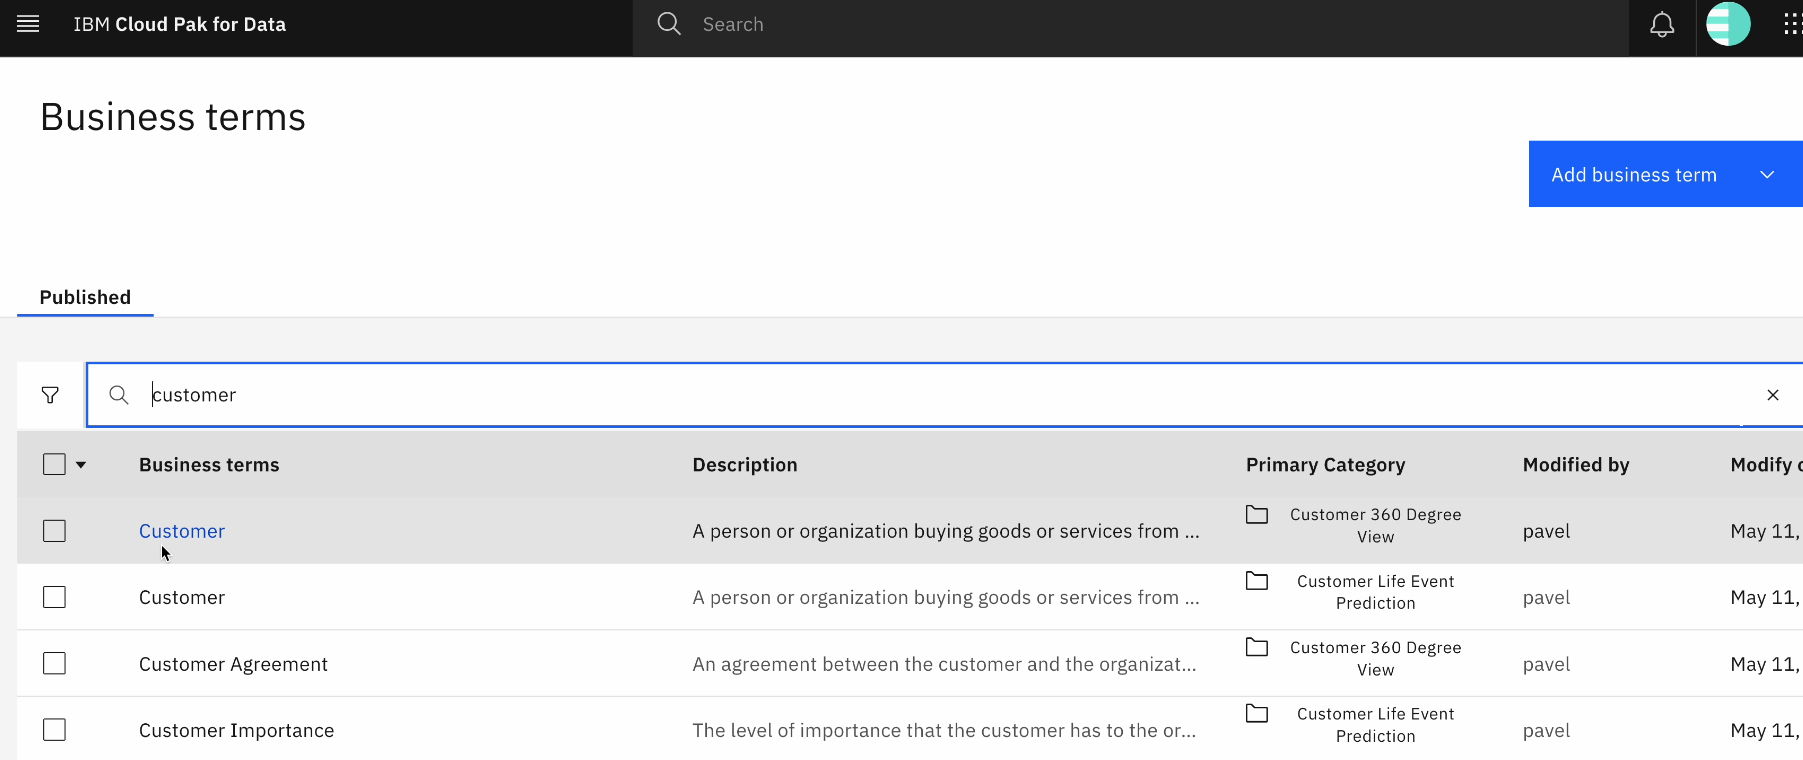 IBM Cloud Pak for Data
Search
Business terms
Add business term
Published
customer
Business terms Description Primary Category Modified by Modify
Customer A person or organization buying goods or services from ... Customer 360 Degree View pavel May 11,
Customer A person or organization buying goods or services from ... Customer Life Event Prediction pavel May 11,
Customer Agreement An agreement between the customer and the organizat... Customer 360 Degree View pavel May 11,
Customer Importance The level of importance that the customer has to the or... Customer Life Event Prediction pavel May 11,